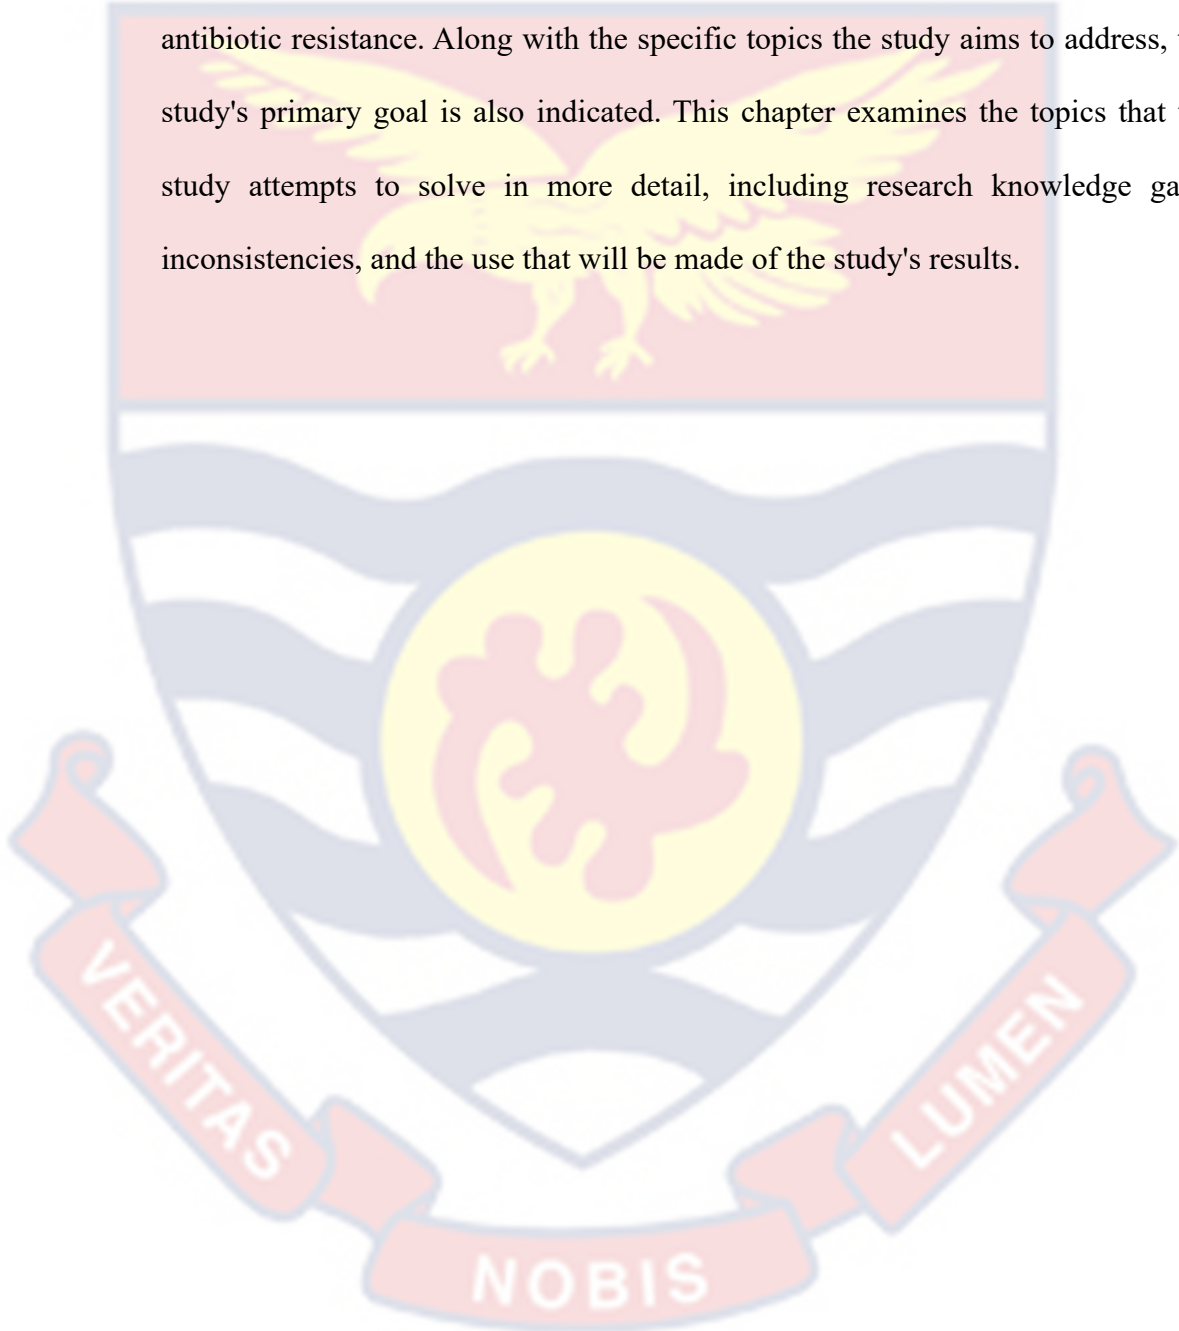 antibiotic resistance. Along with the specific topics the study aims to address,
study's primary goal is also indicated. This chapter examines the topics that
study attempts to solve in more detail, including research knowledge
inconsistencies, and the use that will be made of the study's results.
VERITAS
NOBIS
LUMEN